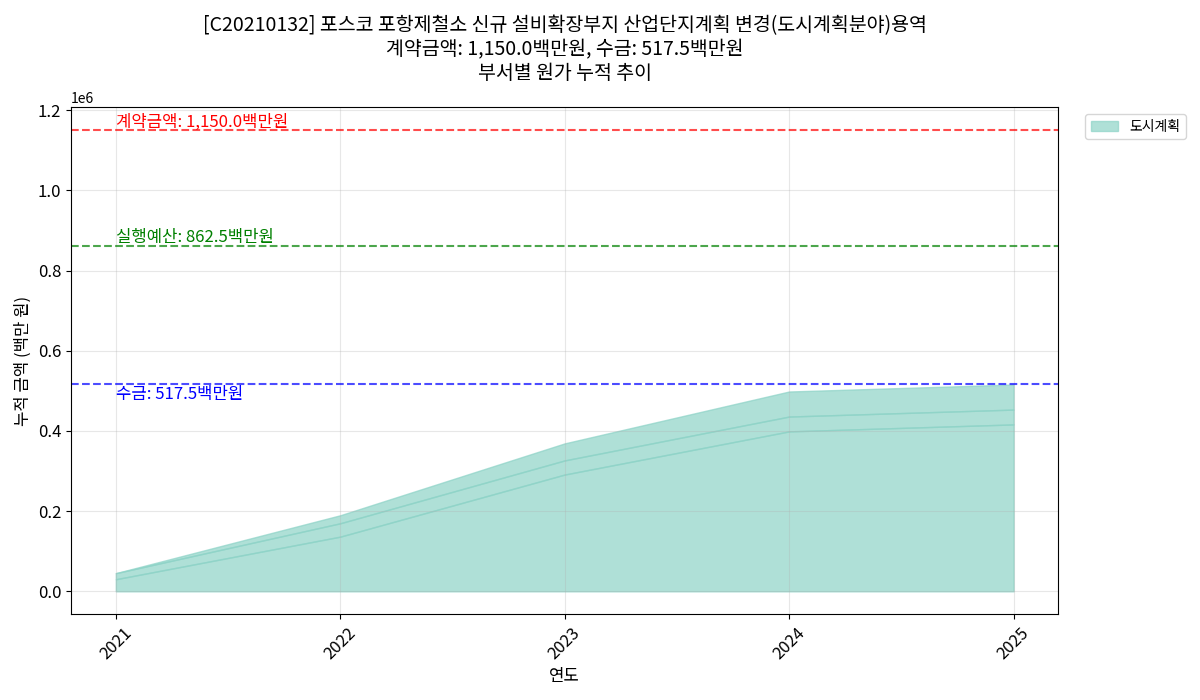 [C20210132] 포스코 포항제철소 신규 설비확장부지 산업단지계획 변경(도시계획분야)용역
계약금액: 1,150.0백만원, 수금: 517.5백만원
부서별 원가 누적 추이
1e6
1.2
1.0
0.8
0.6
0.4
0.2
0.0
누적 금액 (백만 원)
계약금액: 1,150.0백만원
실행예산: 862.5백만원
수금: 517.5백만원
도시계획
2021
2022
2023
2024
2025
연도